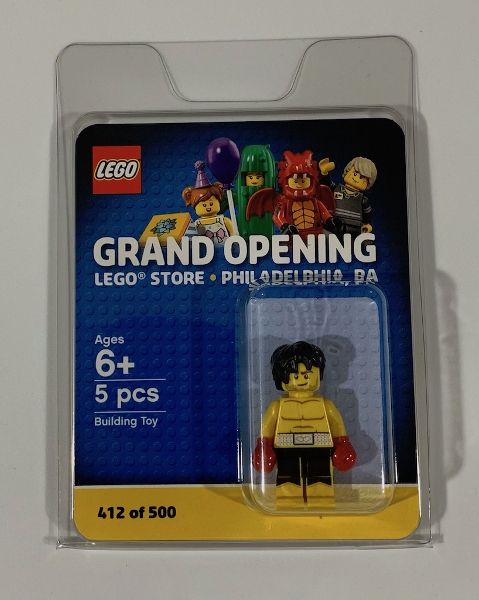 LEGO
GRAND OPENING
LEGO® STORE • PHILADELPHIA, PA
Ages
6+
5 pcs
Building Toy
412 of 500